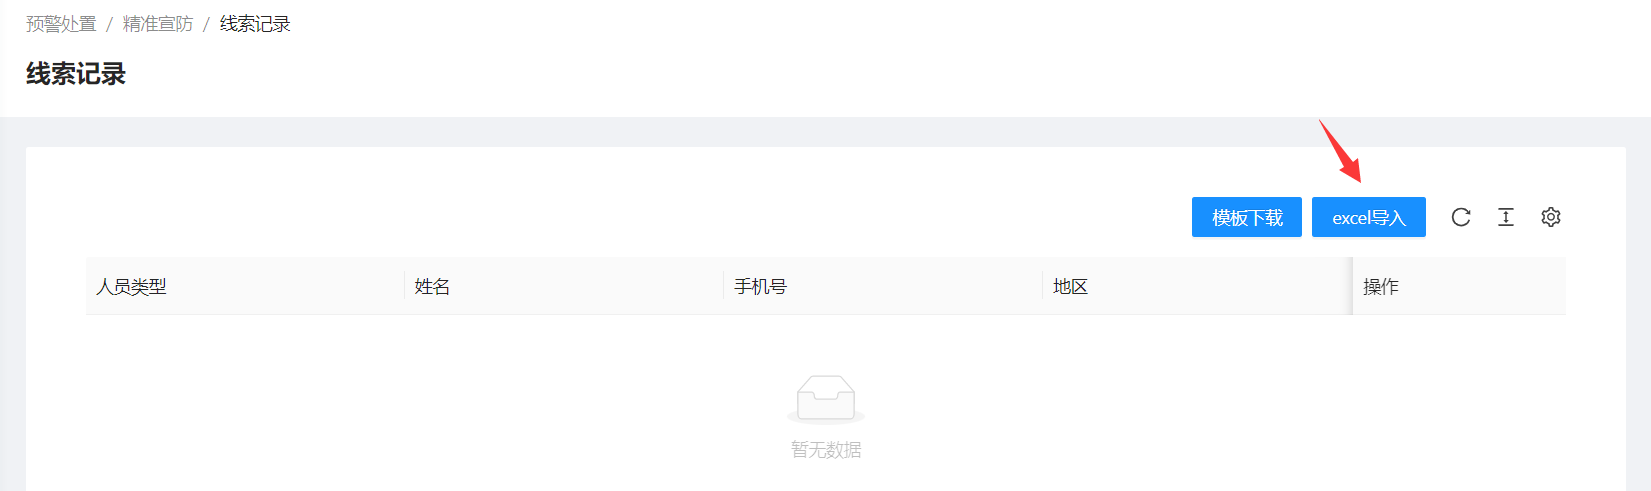 预警处置 / 精准宣防 / 线索记录
线索记录
模板下载 excel导入
人员类型 姓名 手机号 地区 操作
暂无数据